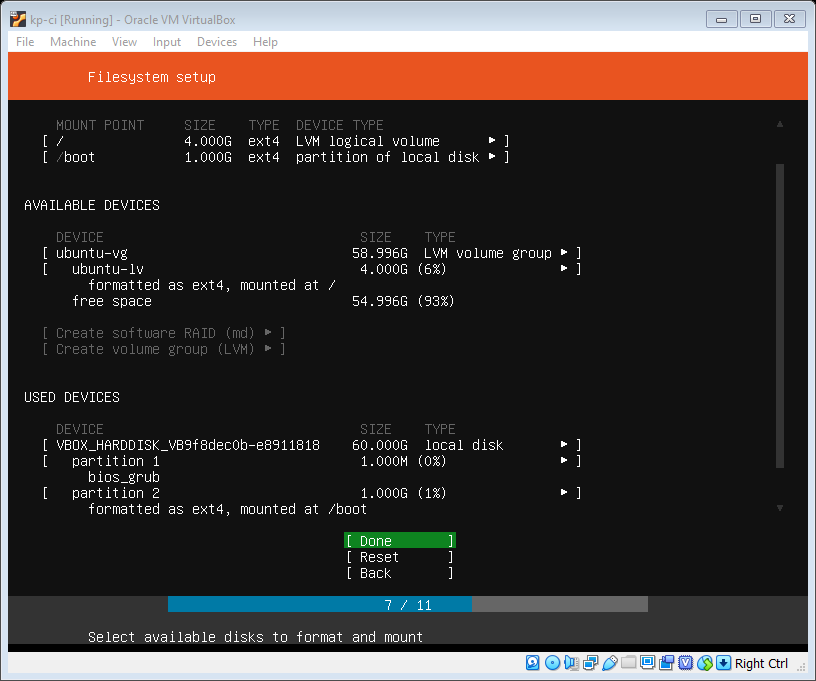 kp-ci [Running] - Oracle VM VirtualBox
File Machine View Input Devices Help
Filesystem setup
MOUNT POINT SIZE TYPE DEVICE TYPE
[ / 4.000G ext4 LVM logical volume ▸ ]
[ /boot 1.000G ext4 partition of local disk ▸ ]
AVAILABLE DEVICES
DEVICE SIZE TYPE
[ ubuntu-vg 58.996G LVM volume group ▸ ]
[ ubuntu-lv 4.000G (6%) ▸ ]
formatted as ext4, mounted at /
free space 54.996G (93%)
[ Create software RAID (md) ▸ ]
[ Create volume group (LVM) ▸ ]
USED DEVICES
DEVICE SIZE TYPE
[ VBOX_HARDDISK_VB9f8dec0b-e8911818 60.000G local disk ▸ ]
[ partition 1 1.000M (0%) ▸ ]
bios_grub
[ partition 2 1.000G (1%) ▸ ]
formatted as ext4, mounted at /boot
[ Done ]
[ Reset ]
[ Back ]
7 / 11
Select available disks to format and mount
Right Ctrl